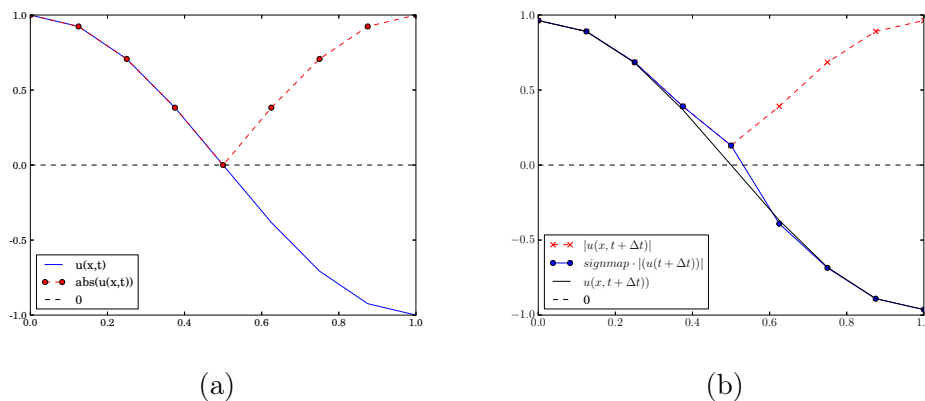 1.0
0.5
0.0
-0.5
-1.0
0.0 0.2 0.4 0.6 0.8 1.0
u(x,t)
abs(u(x,t))
0
(a)
1.0
0.5
0.0
−0.5
−1.0
0.0 0.2 0.4 0.6 0.8 1.0
|u(x, t + Δt)|
signmap · |(u(t + Δt))|
u(x, t + Δt))
0
(b)